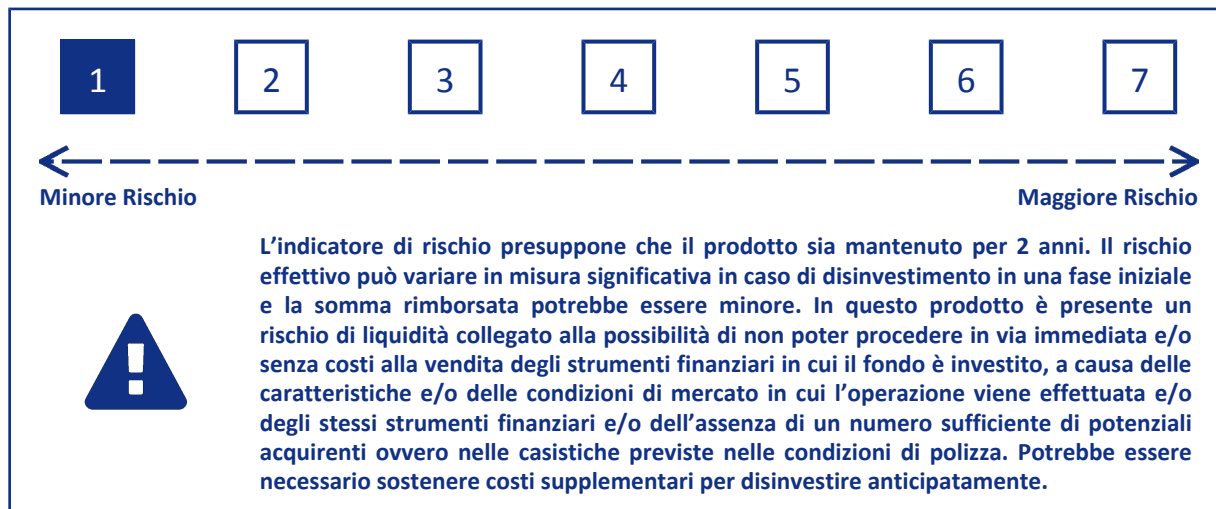 1 2 3 4 5 6 7
Minore Rischio Maggiore Rischio
L’indicatore di rischio presuppone che il prodotto sia mantenuto per 2 anni. Il rischio
effettivo può variare in misura significativa in caso di disinvestimento in una fase iniziale
e la somma rimborsata potrebbe essere minore. In questo prodotto è presente un
rischio di liquidità collegato alla possibilità di non poter procedere in via immediata e/o
senza costi alla vendita degli strumenti finanziari in cui il fondo è investito, a causa delle
caratteristiche e/o delle condizioni di mercato in cui l’operazione viene effettuata e/o
degli stessi strumenti finanziari e/o dell’assenza di un numero sufficiente di potenziali
acquirenti ovvero nelle casistiche previste nelle condizioni di polizza. Potrebbe essere
necessario sostenere costi supplementari per disinvestire anticipatamente.